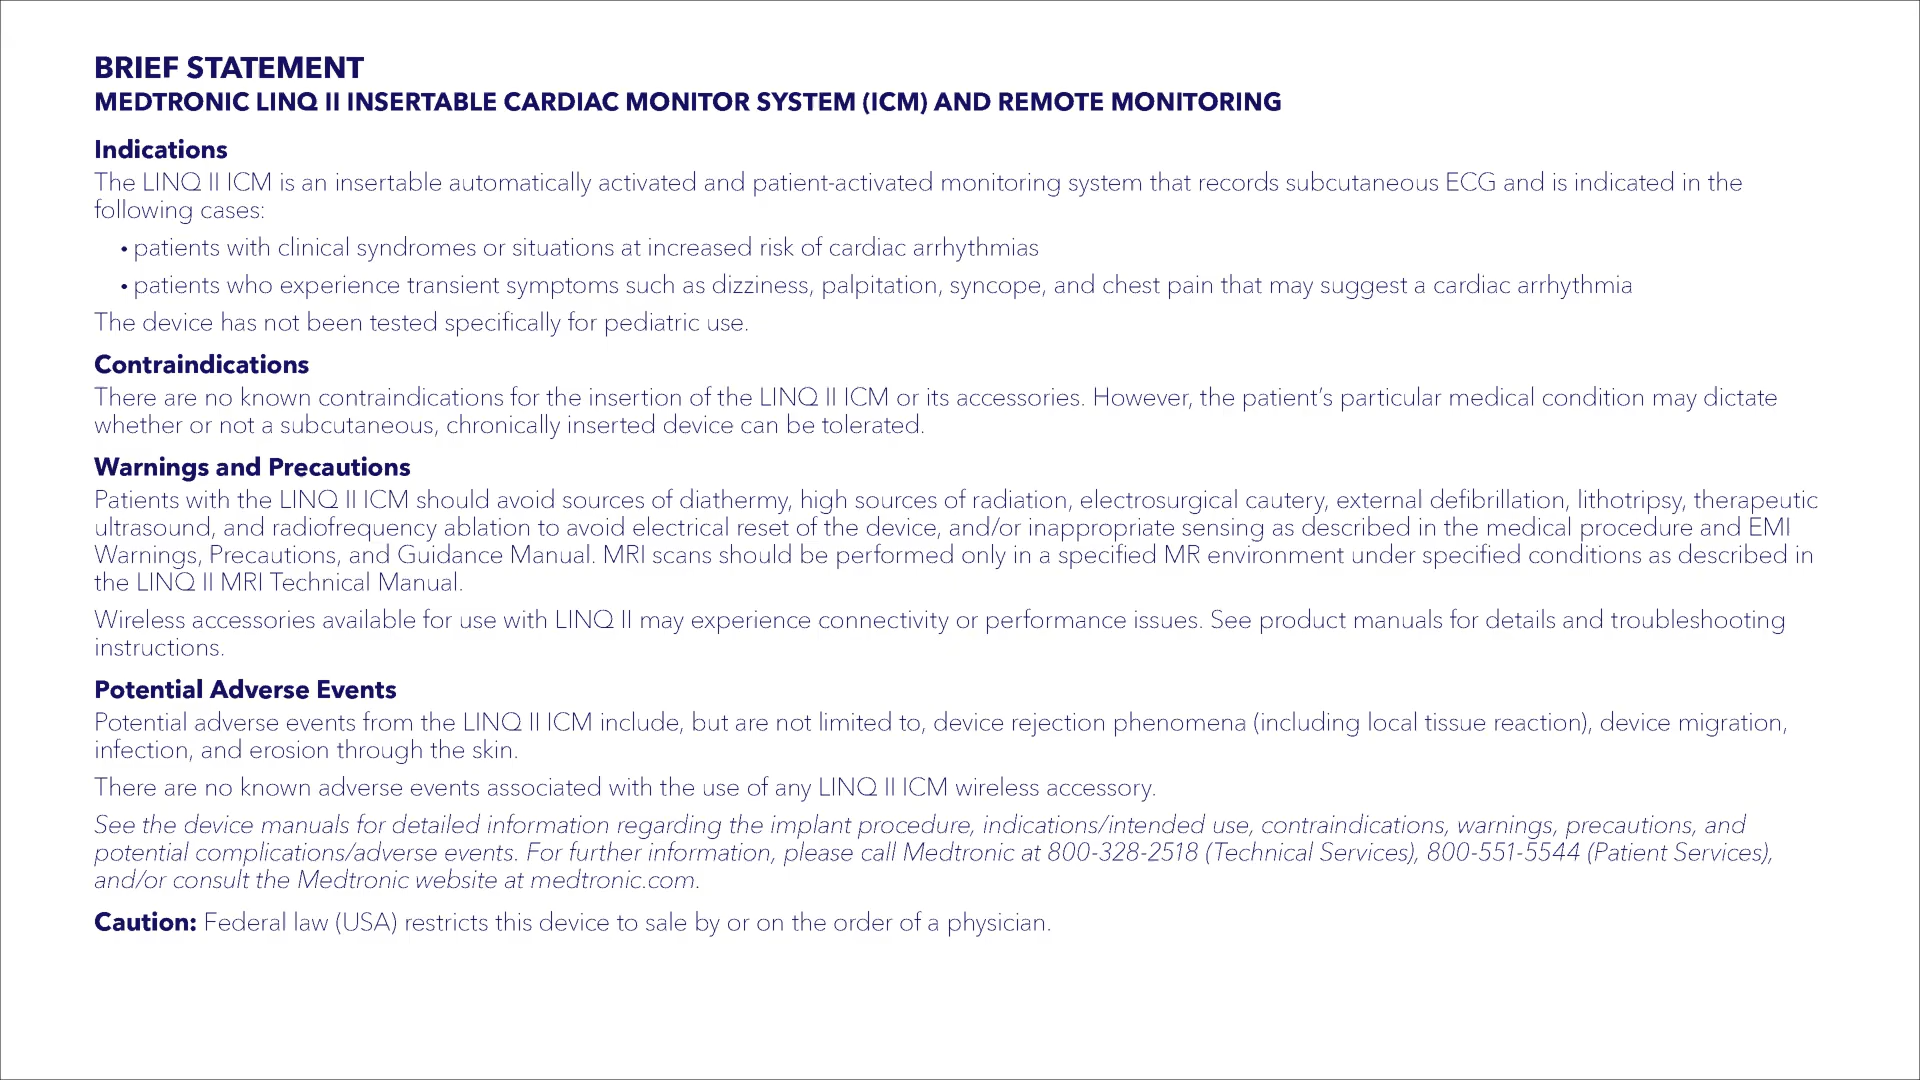 BRIEF STATEMENT
MEDTRONIC LINQ II INSERTABLE CARDIAC MONITOR SYSTEM (ICM) AND REMOTE MONITORING
Indications
The LINQ II ICM is an insertable automatically activated and patient-activated monitoring system that records subcutaneous ECG and is indicated in the
following cases:
• patients with clinical syndromes or situations at increased risk of cardiac arrhythmias
• patients who experience transient symptoms such as dizziness, palpitation, syncope, and chest pain that may suggest a cardiac arrhythmia
The device has not been tested specifically for pediatric use.
Contraindications
There are no known contraindications for the insertion of the LINQ II ICM or its accessories. However, the patient’s particular medical condition may dictate
whether or not a subcutaneous, chronically inserted device can be tolerated.
Warnings and Precautions
Patients with the LINQ II ICM should avoid sources of diathermy, high sources of radiation, electrosurgical cautery, external defibrillation, lithotripsy, therapeutic
ultrasound, and radiofrequency ablation to avoid electrical reset of the device, and/or inappropriate sensing as described in the medical procedure and EMI
Warnings, Precautions, and Guidance Manual. MRI scans should be performed only in a specified MR environment under specified conditions as described in
the LINQ II MRI Technical Manual.
Wireless accessories available for use with LINQ II may experience connectivity or performance issues. See product manuals for details and troubleshooting
instructions.
Potential Adverse Events
Potential adverse events from the LINQ II ICM include, but are not limited to, device rejection phenomena (including local tissue reaction), device migration,
infection, and erosion through the skin.
There are no known adverse events associated with the use of any LINQ II ICM wireless accessory.
See the device manuals for detailed information regarding the implant procedure, indications/intended use, contraindications, warnings, precautions, and
potential complications/adverse events. For further information, please call Medtronic at 800-328-2518 (Technical Services), 800-551-5544 (Patient Services),
and/or consult the Medtronic website at medtronic.com.
Caution: Federal law (USA) restricts this device to sale by or on the order of a physician.